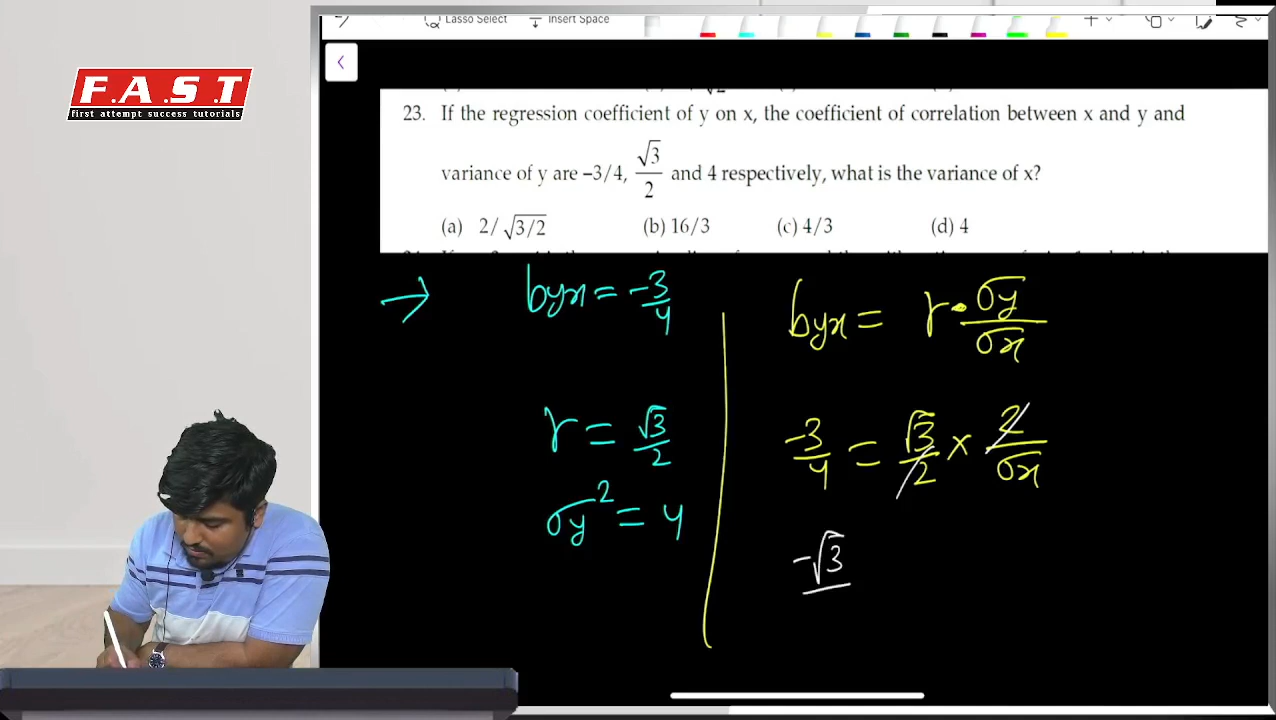 Lasso Select Insert Space
F.A.S.T
first attempt success tutorials
23. If the regression coefficient of y on x, the coefficient of correlation between x and y and
variance of y are –3/4, √3/2 and 4 respectively, what is the variance of x?
(a) 2/√3/2 (b) 16/3 (c) 4/3 (d) 4
byx = -3/4
r = √3/2
σy² = 4
byx = r · σy/σx
-3/4 = √3/2 × 2/σx
-√3